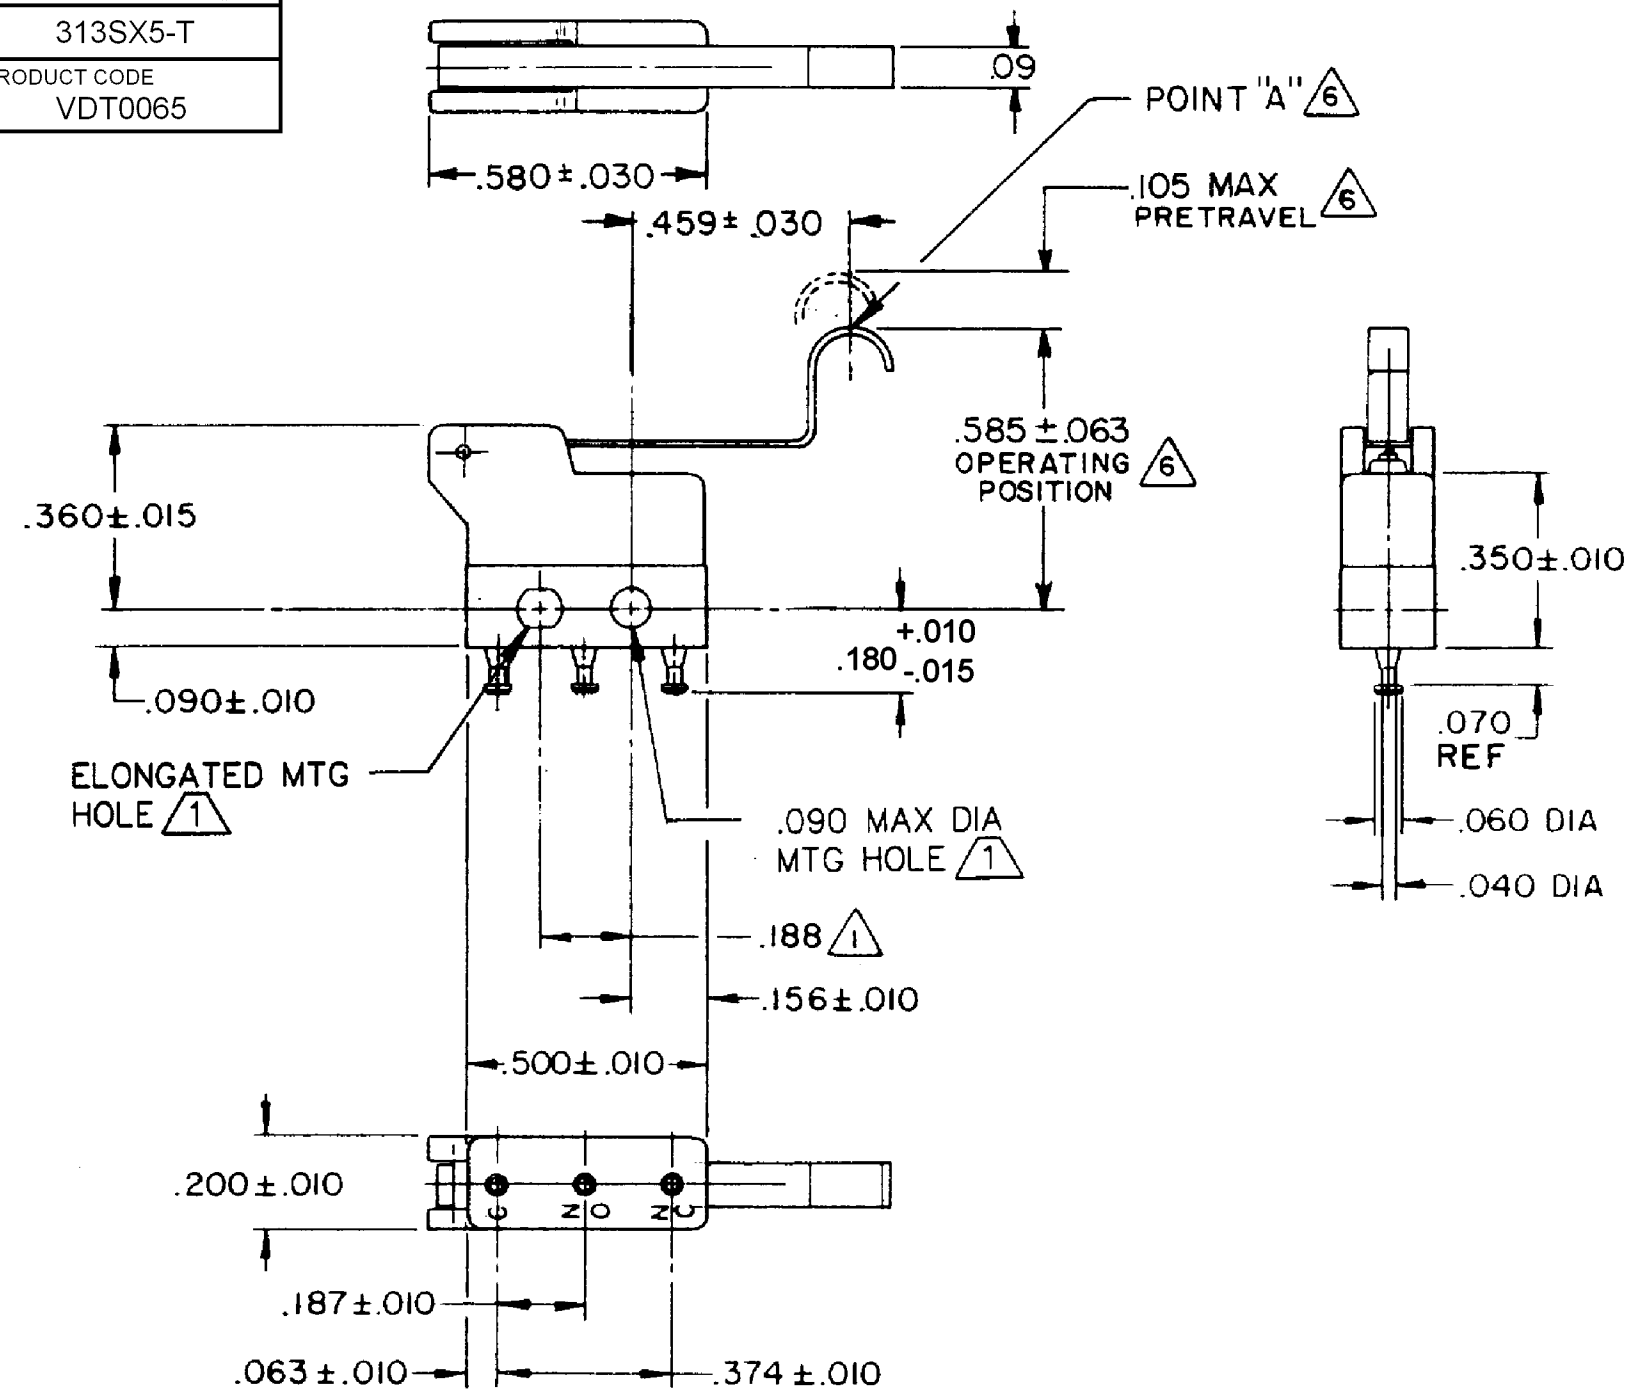 313SX5-T
RODUCT CODE
VDT0065
.09
POINT "A" 6
.580±.030
.105 MAX
PRETRAVEL 6
.459±.030
.585±.063
OPERATING 6
POSITION
.360±.015
.350±.010
+.010
.180 -.015
.090±.010
.070
REF
ELONGATED MTG
HOLE 1
.090 MAX DIA
MTG HOLE 1
.060 DIA
.040 DIA
.188 1
.156±.010
.500±.010
.200±.010
C NO NC
.187±.010
.063±.010
.374±.010